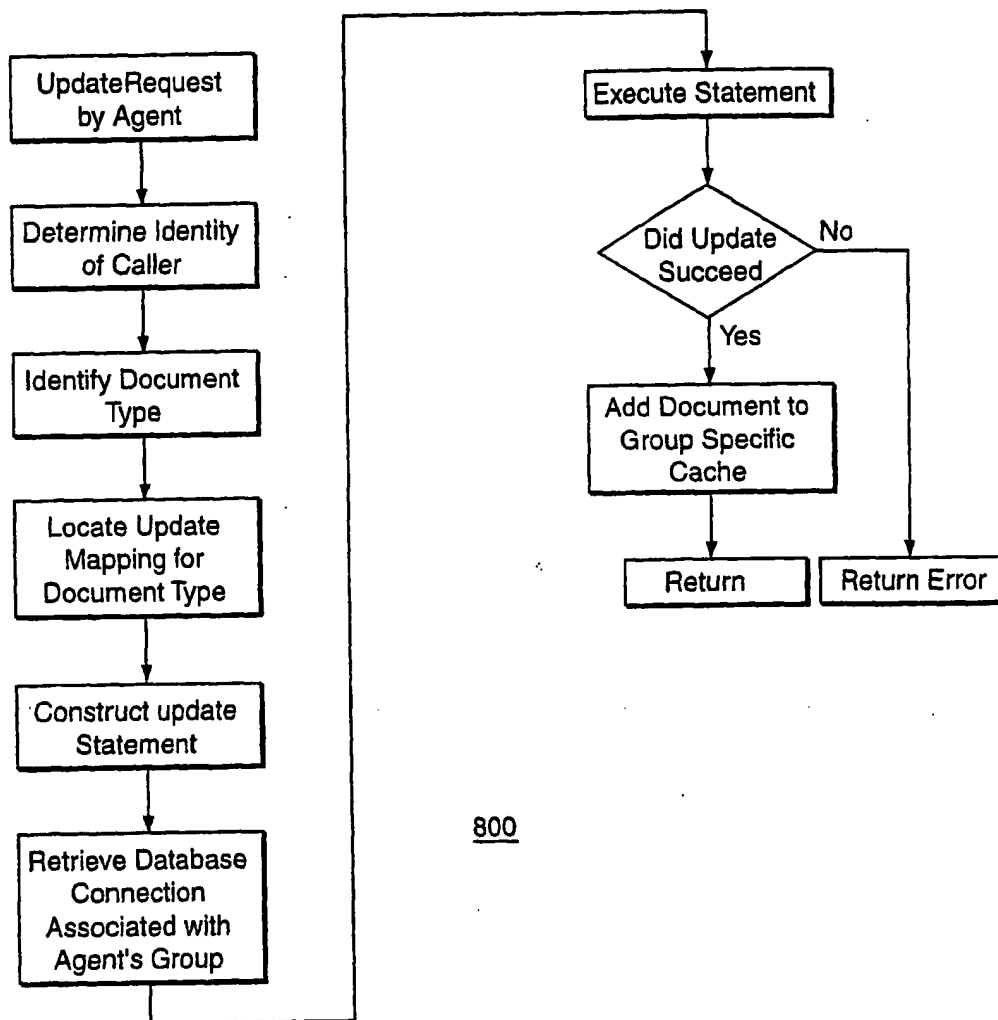 UpdateRequest
by Agent
Determine Identity
of Caller
Identify Document
Type
Locate Update
Mapping for
Document Type
Construct update
Statement
Retrieve Database
Connection
Associated with
Agent's Group
Execute Statement
Did Update
Succeed
No
Yes
Add Document to
Group Specific
Cache
Return
Return Error
800